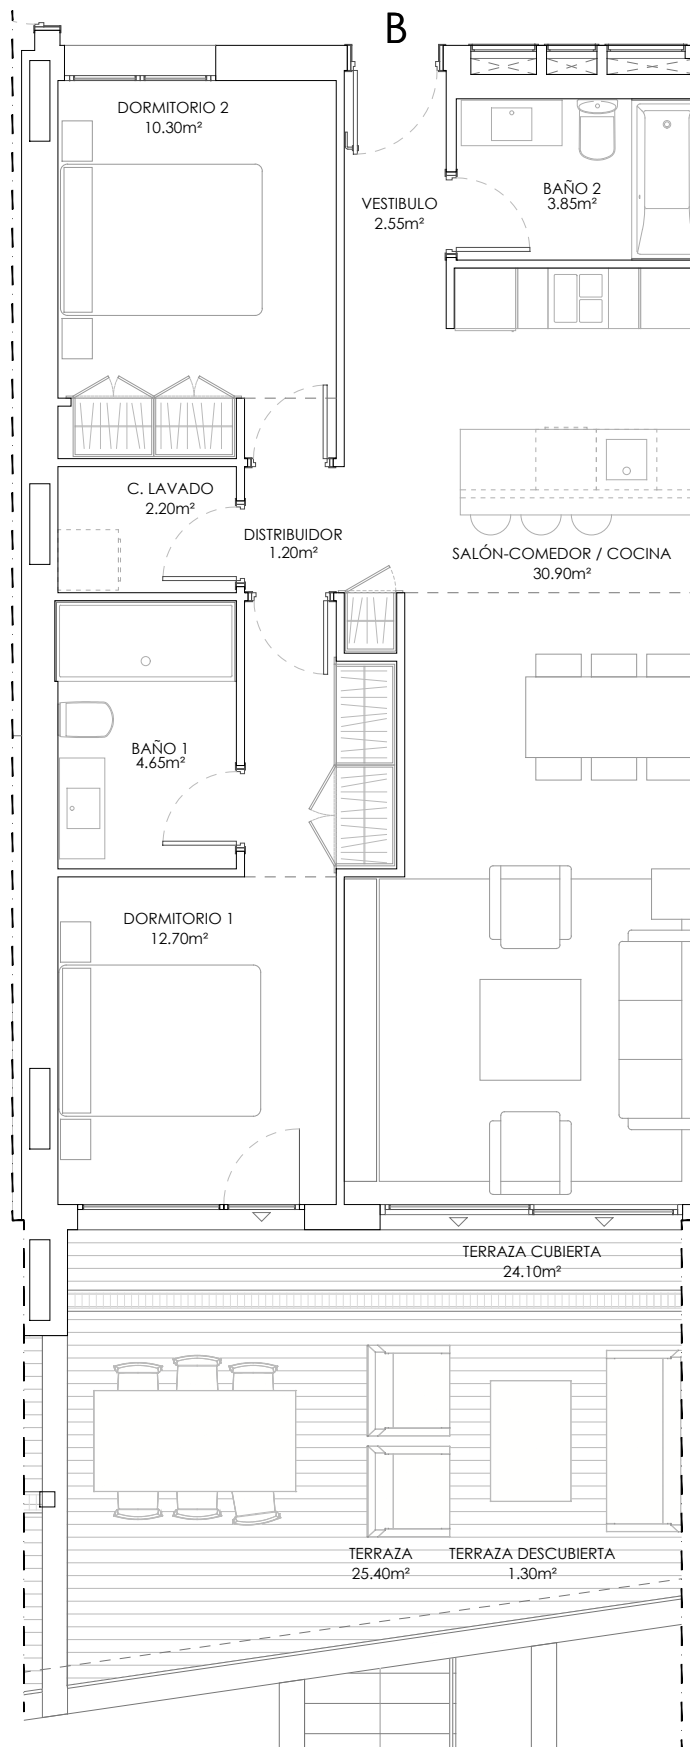 B
DORMITORIO 2
10.30m²
VESTIBULO
2.55m²
BAÑO 2
3.85m²
C. LAVADO
2.20m²
DISTRIBUIDOR
1.20m²
SALÓN-COMEDOR / COCINA
30.90m²
BAÑO 1
4.65m²
DORMITORIO 1
12.70m²
TERRAZA CUBIERTA
24.10m²
TERRAZA
25.40m²
TERRAZA DESCUBIERTA
1.30m²